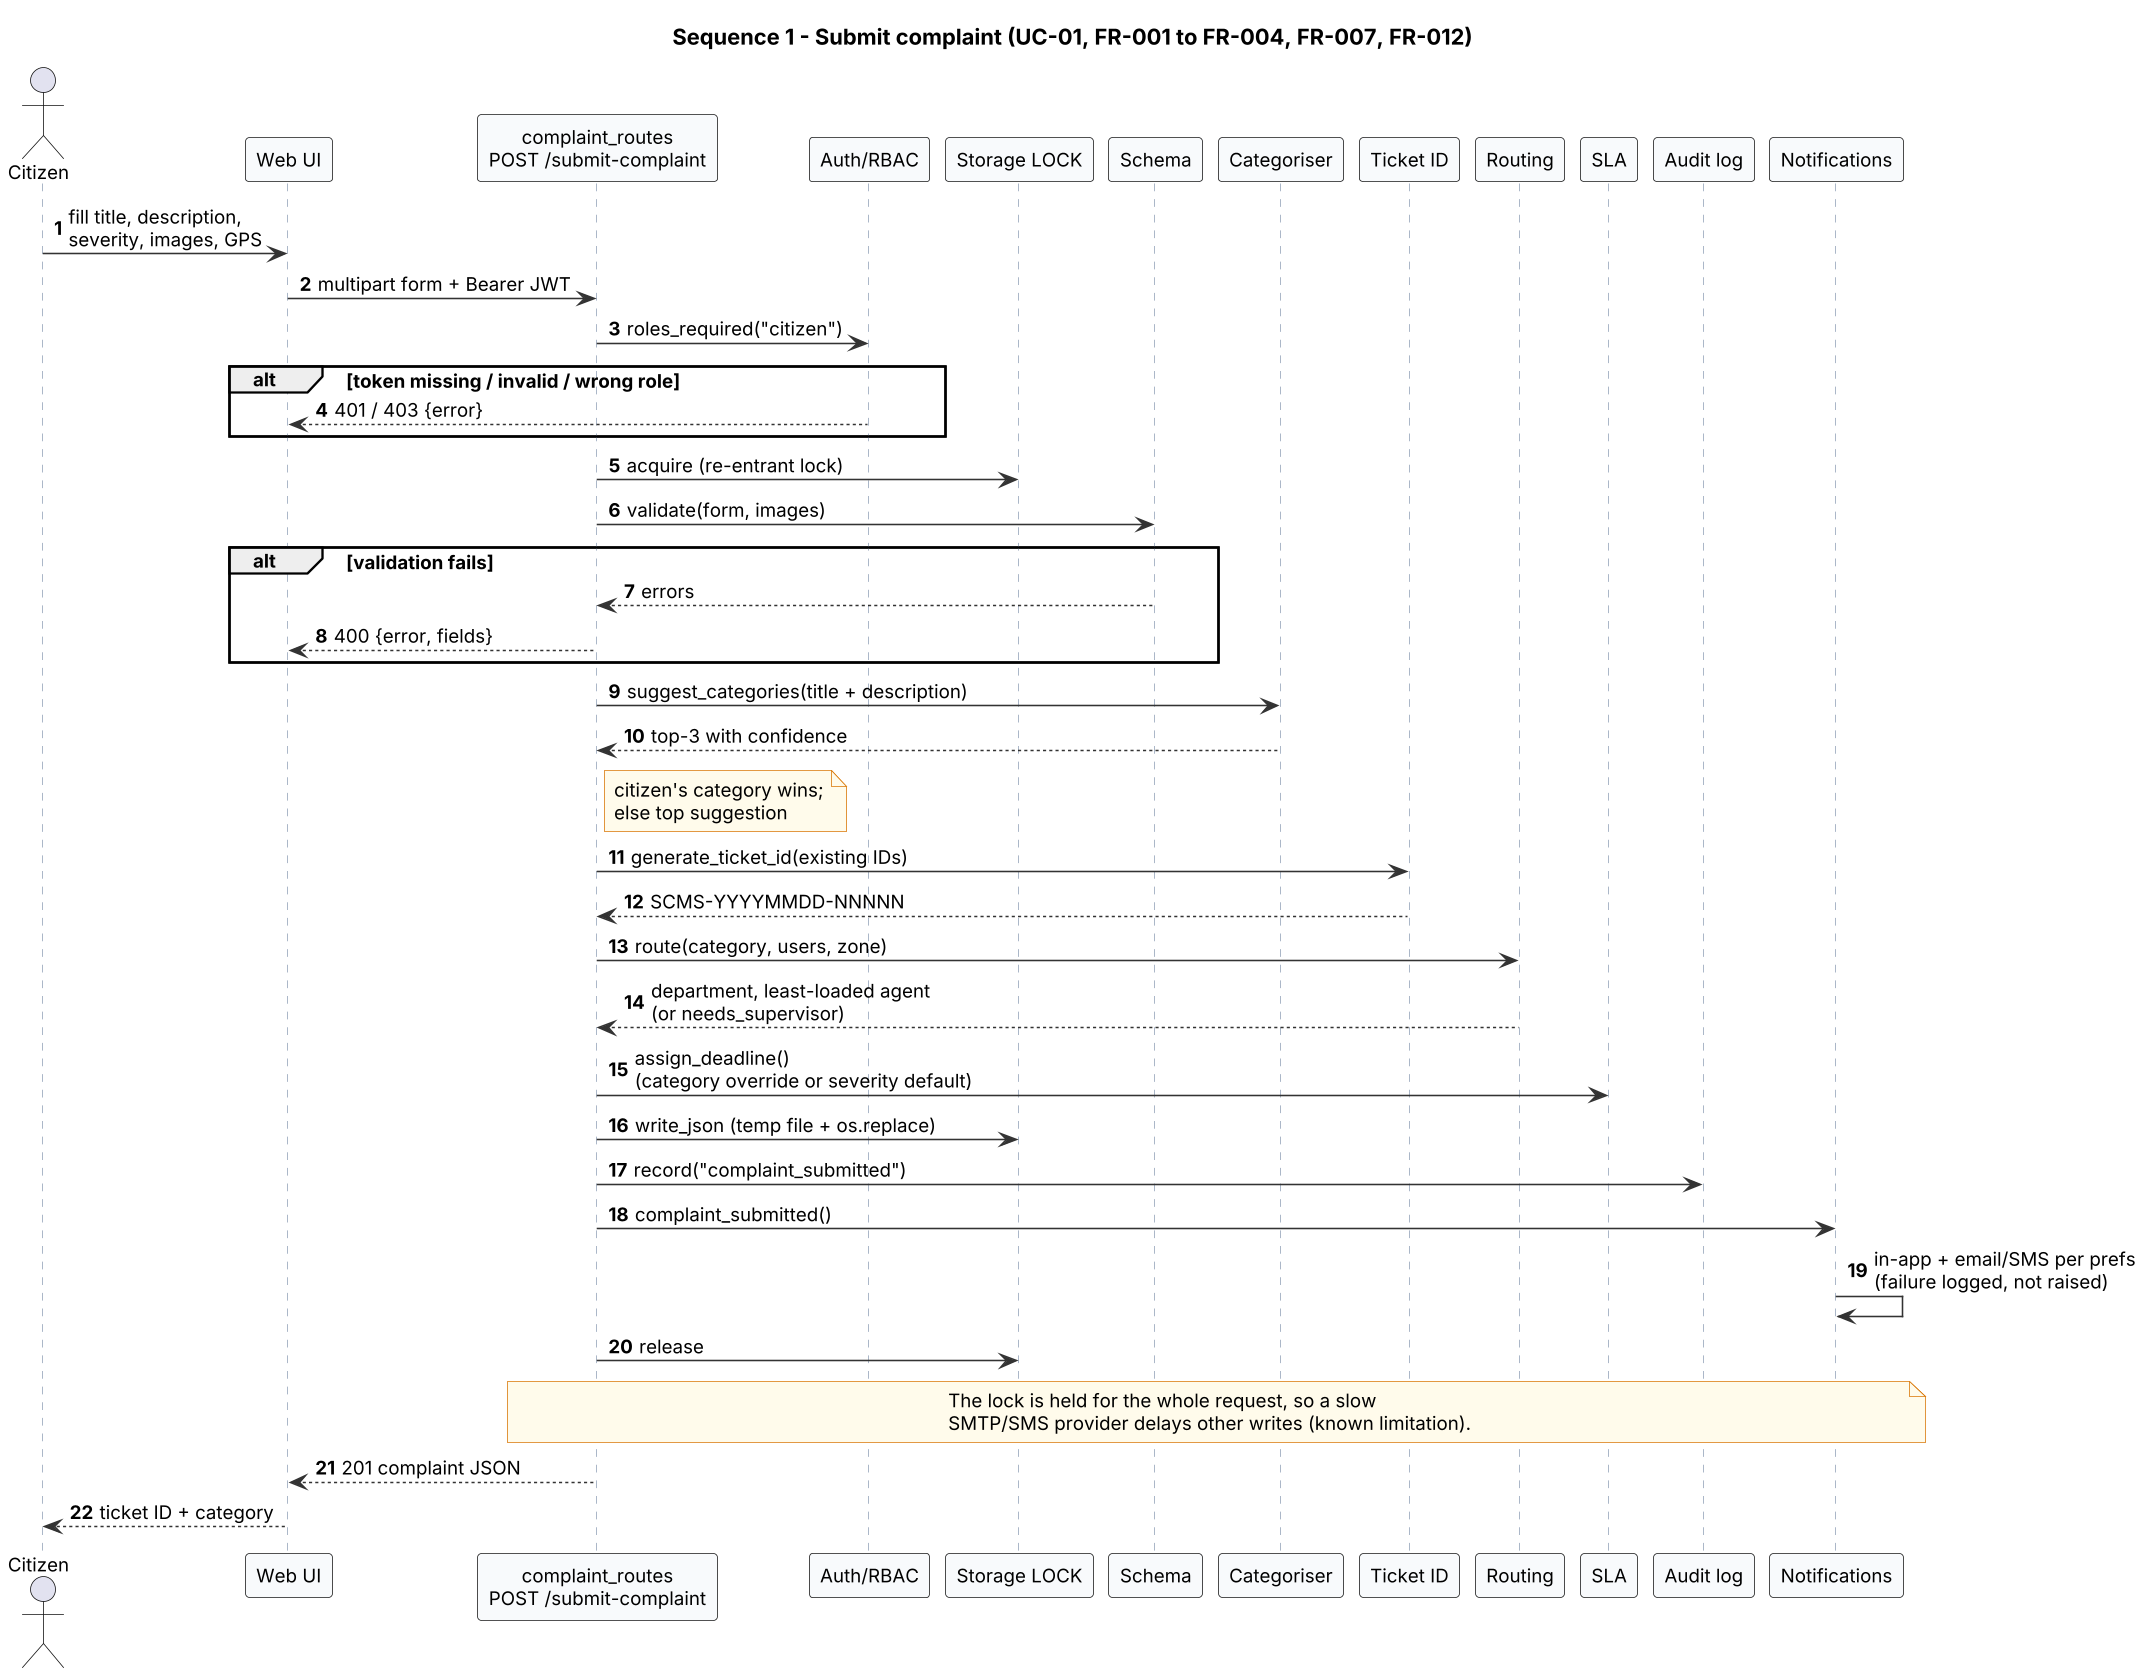 Sequence 1 - Submit complaint (UC-01, FR-001 to FR-004, FR-007, FR-012)
Citizen
Web UI
complaint_routes
POST /submit-complaint
Auth/RBAC
Storage LOCK
Schema
Categoriser
Ticket ID
Routing
SLA
Audit log
Notifications
1 fill title, description,
severity, images, GPS
2 multipart form + Bearer JWT
3 roles_required("citizen")
alt [token missing / invalid / wrong role]
4 401 / 403 {error}
5 acquire (re-entrant lock)
6 validate(form, images)
alt [validation fails]
7 errors
8 400 {error, fields}
9 suggest_categories(title + description)
10 top-3 with confidence
citizen's category wins;
else top suggestion
11 generate_ticket_id(existing IDs)
12 SCMS-YYYYMMDD-NNNNN
13 route(category, users, zone)
14 department, least-loaded agent
(or needs_supervisor)
15 assign_deadline()
(category override or severity default)
16 write_json (temp file + os.replace)
17 record("complaint_submitted")
18 complaint_submitted()
19 in-app + email/SMS per prefs
(failure logged, not raised)
20 release
The lock is held for the whole request, so a slow
SMTP/SMS provider delays other writes (known limitation).
21 201 complaint JSON
22 ticket ID + category
Citizen
Web UI
complaint_routes
POST /submit-complaint
Auth/RBAC
Storage LOCK
Schema
Categoriser
Ticket ID
Routing
SLA
Audit log
Notifications